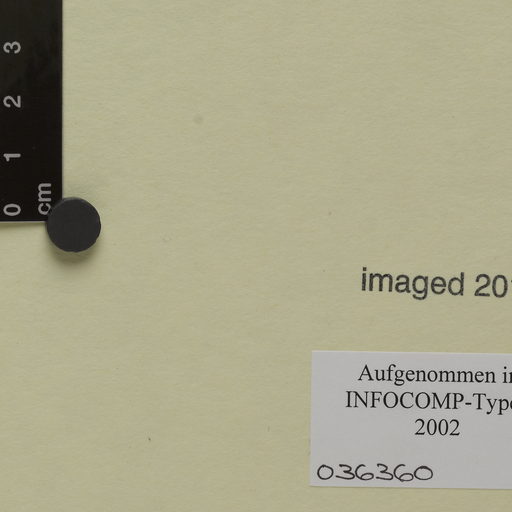 3
2
1
0
cm
imaged 20
Aufgenommen in
INFOCOMP-Type
2002
036360